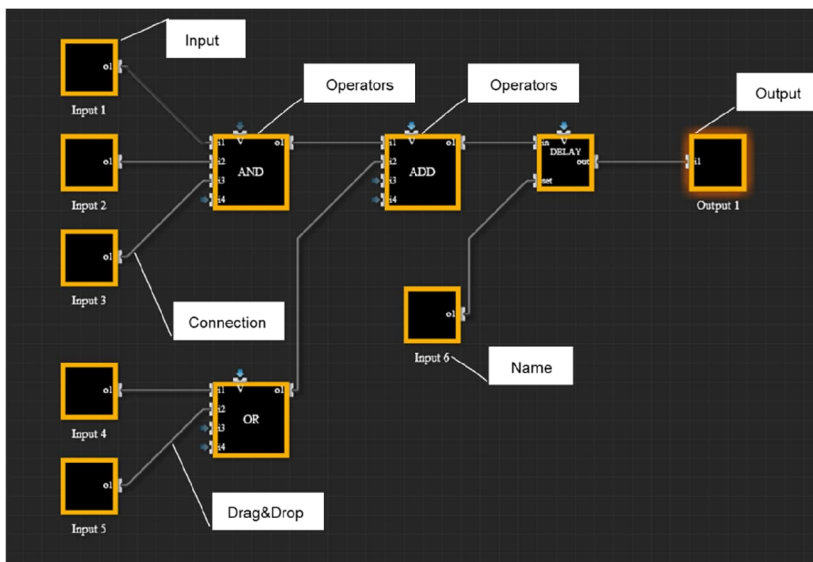 Input
o1
Input 1
Operators
Operators
Output
V
i1
o1
i2
AND
i3
i4
V
i1
o1
i2
ADD
i3
i4
V
in
DELAY
out
set
i1
Output 1
o1
Input 2
o1
Input 3
Connection
o1
Input 6
Name
o1
Input 4
V
i1
o1
i2
OR
i3
i4
o1
Input 5
Drag&Drop